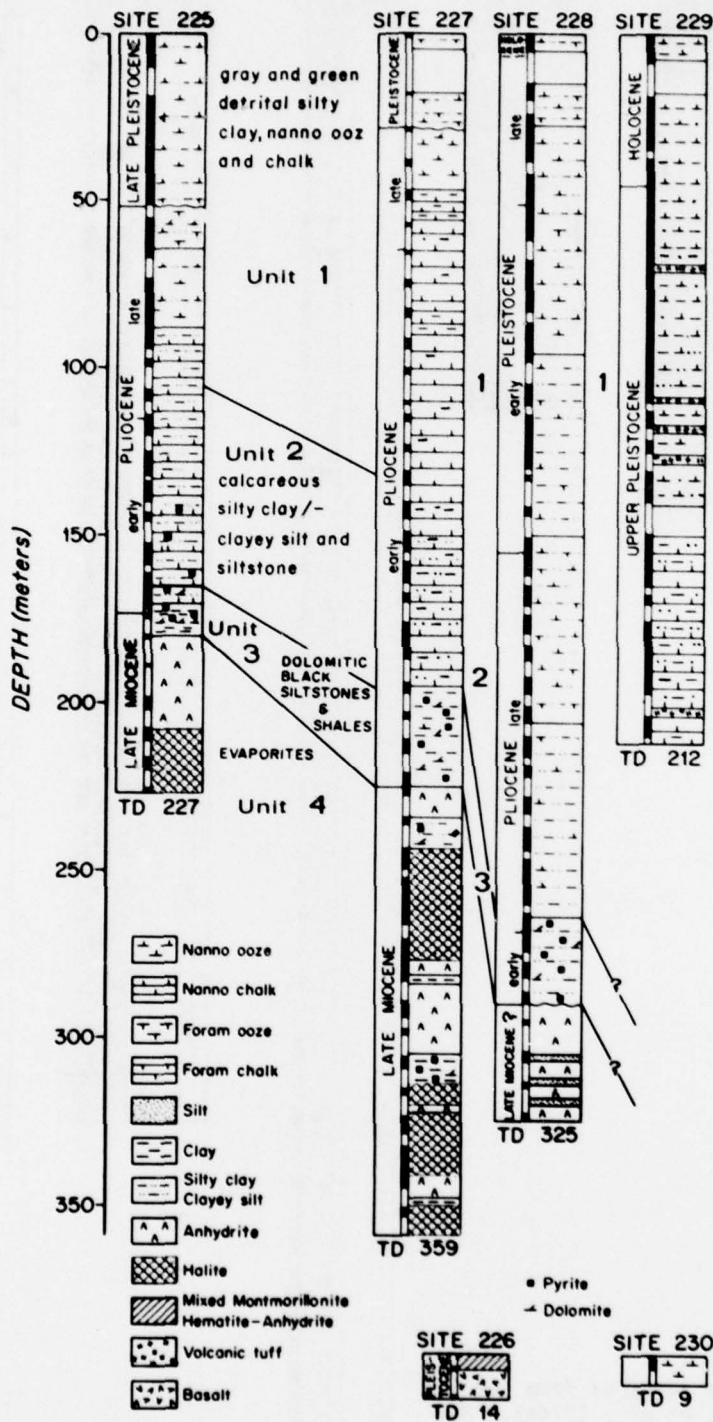 SITE 225
SITE 227
SITE 228
SITE 229
DEPTH (meters)
0
50
100
150
200
250
300
350
LATE PLEISTOCENE
PLIOCENE
late
early
LATE MIOCENE
TD 227
gray and green
detrital silty
clay, nanno ooz
and chalk
Unit 1
Unit 2
calcareous
silty clay/-
clayey silt and
siltstone
Unit
3
DOLOMITIC
BLACK
SILTSTONES
&
SHALES
EVAPORITES
Unit 4
PLEISTOCENE
late
PLIOCENE
early
LATE MIOCENE
TD 359
1
2
3
HOLO
CENE
late
PLEISTOCENE
early
late
PLIOCENE
early
LATE MIOCENE ?
TD 325
1
?
?
HOLOCENE
UPPER PLEISTOCENE
TD 212
Nanno ooze
Nanno chalk
Foram ooze
Foram chalk
Silt
Clay
Silty clay
Clayey silt
Anhydrite
Halite
Mixed Montmorillonite
Hematite-Anhydrite
Volcanic tuff
Basalt
Pyrite
Dolomite
SITE 226
PLEIS-
TOCENE
TD 14
SITE 230
TD 9